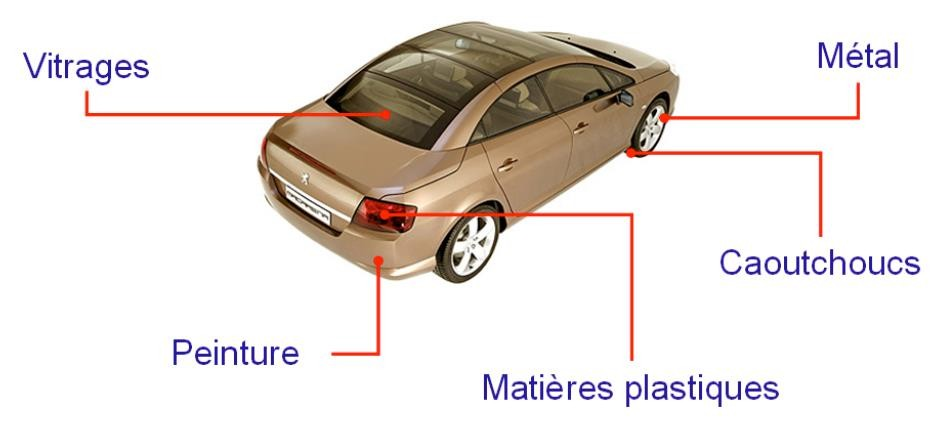 Vitrages
Métal
Caoutchoucs
Peinture
Matières plastiques